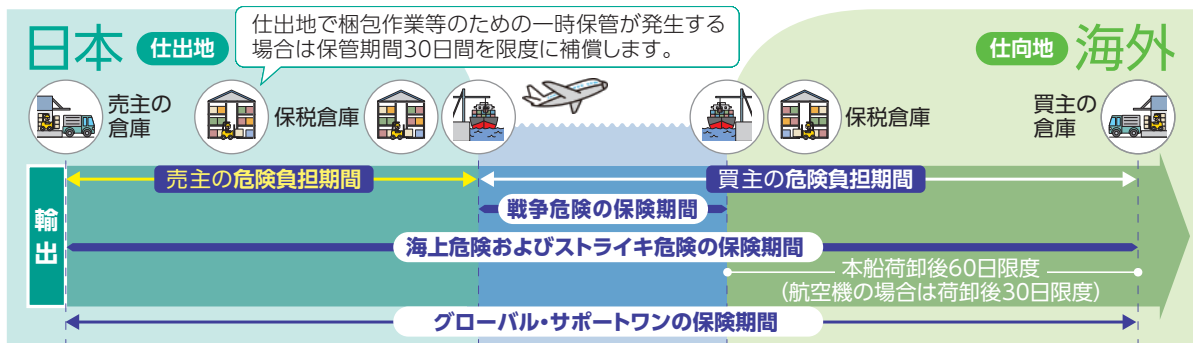 仕出地で梱包作業等のための一時保管が発生する
場合は保管期間30日間を限度に補償します。
日本
仕出地
仕向地
海外
売主の
倉庫
保税倉庫
保税倉庫
買主の
倉庫
輸出
売主の危険負担期間
買主の危険負担期間
戦争危険の保険期間
海上危険およびストライキ危険の保険期間
本船荷卸後60日限度
(航空機の場合は荷卸後30日限度)
グローバル・サポートワンの保険期間